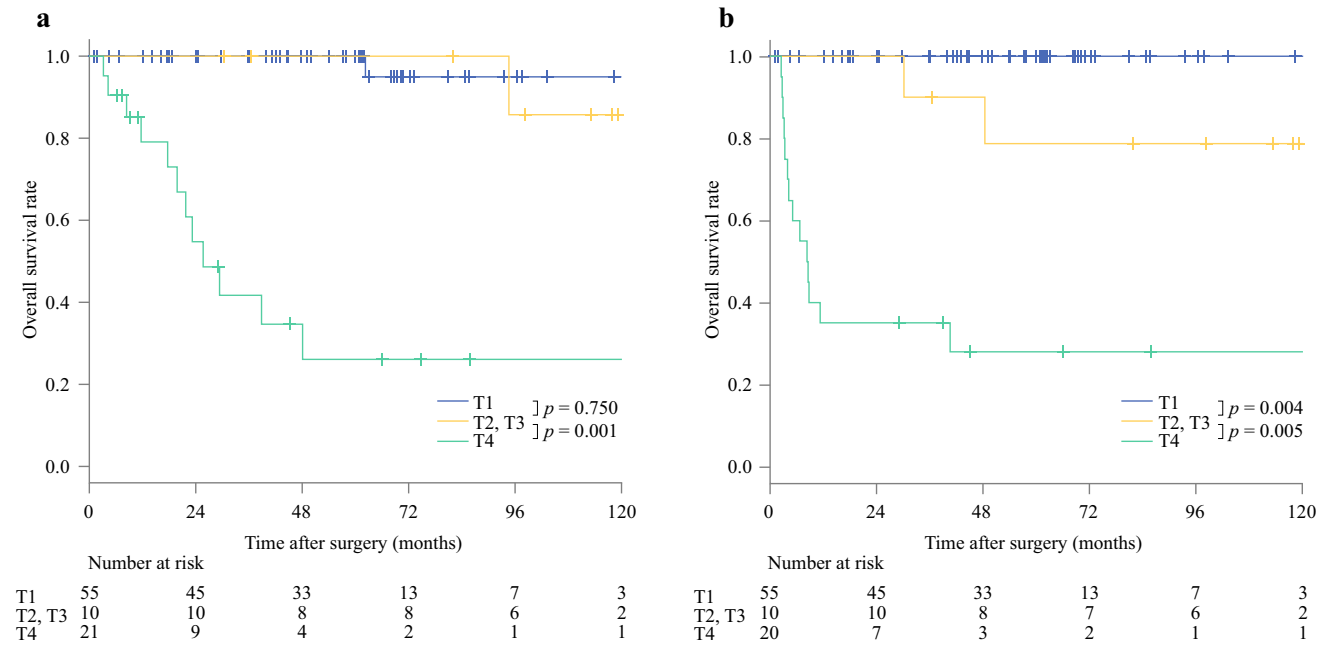 a
Overall survival rate
1.0
0.8
0.6
0.4
0.2
0.0
T1
T2, T3
T4
p = 0.750
p = 0.001
0 24 48 72 96 120
Time after surgery (months)
Number at risk
T1 55 45 33 13 7 3
T2, T3 10 10 8 8 6 2
T4 21 9 4 2 1 1
b
Overall survival rate
1.0
0.8
0.6
0.4
0.2
0.0
T1
T2, T3
T4
p = 0.004
p = 0.005
0 24 48 72 96 120
Time after surgery (months)
Number at risk
T1 55 45 33 13 7 3
T2, T3 10 10 8 7 6 2
T4 20 7 3 2 1 1